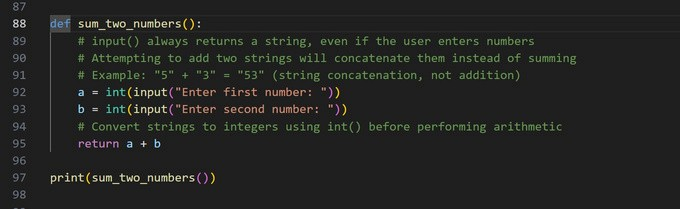 87
88 def sum_two_numbers():
89     # input() always returns a string, even if the user enters numbers
90     # Attempting to add two strings will concatenate them instead of summing
91     # Example: "5" + "3" = "53" (string concatenation, not addition)
92     a = int(input("Enter first number: "))
93     b = int(input("Enter second number: "))
94     # Convert strings to integers using int() before performing arithmetic
95     return a + b
96
97 print(sum_two_numbers())
98